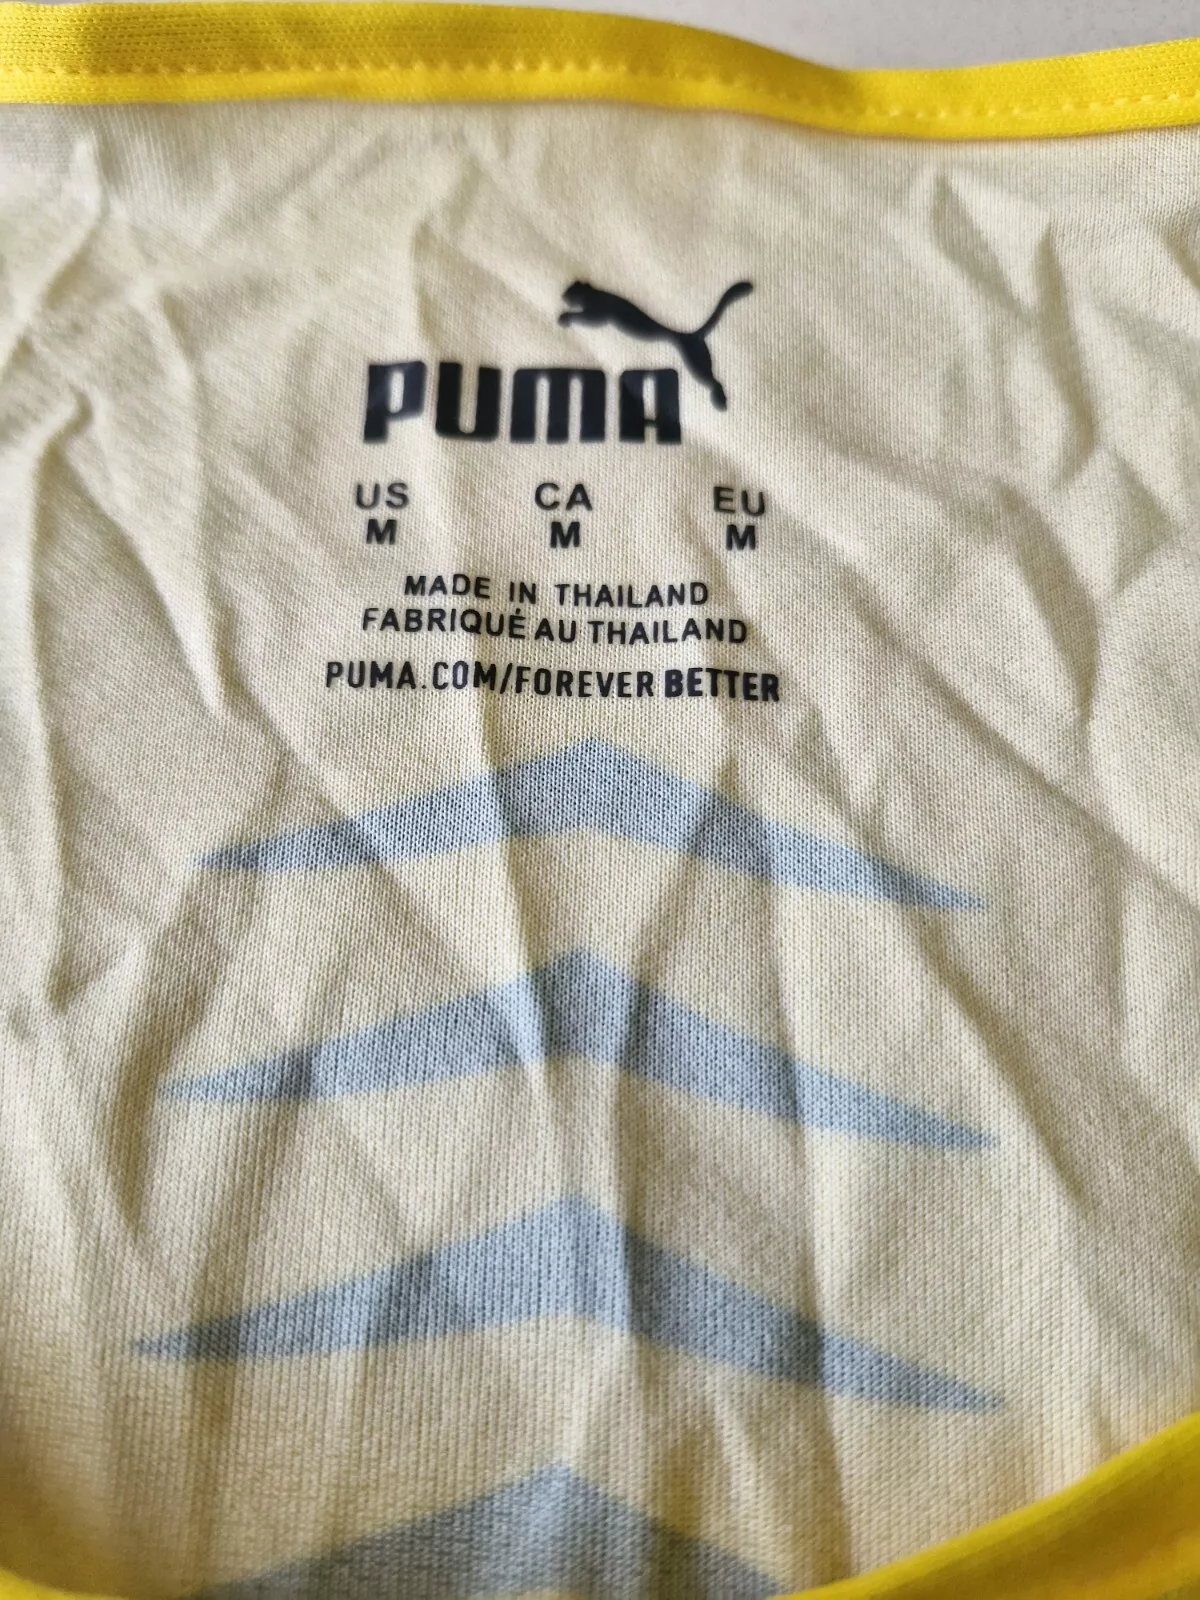 PUMA
US CA EU
M M M
MADE IN THAILAND
FABRIQUÉ AU THAILAND
PUMA.COM/FOREVER BETTER